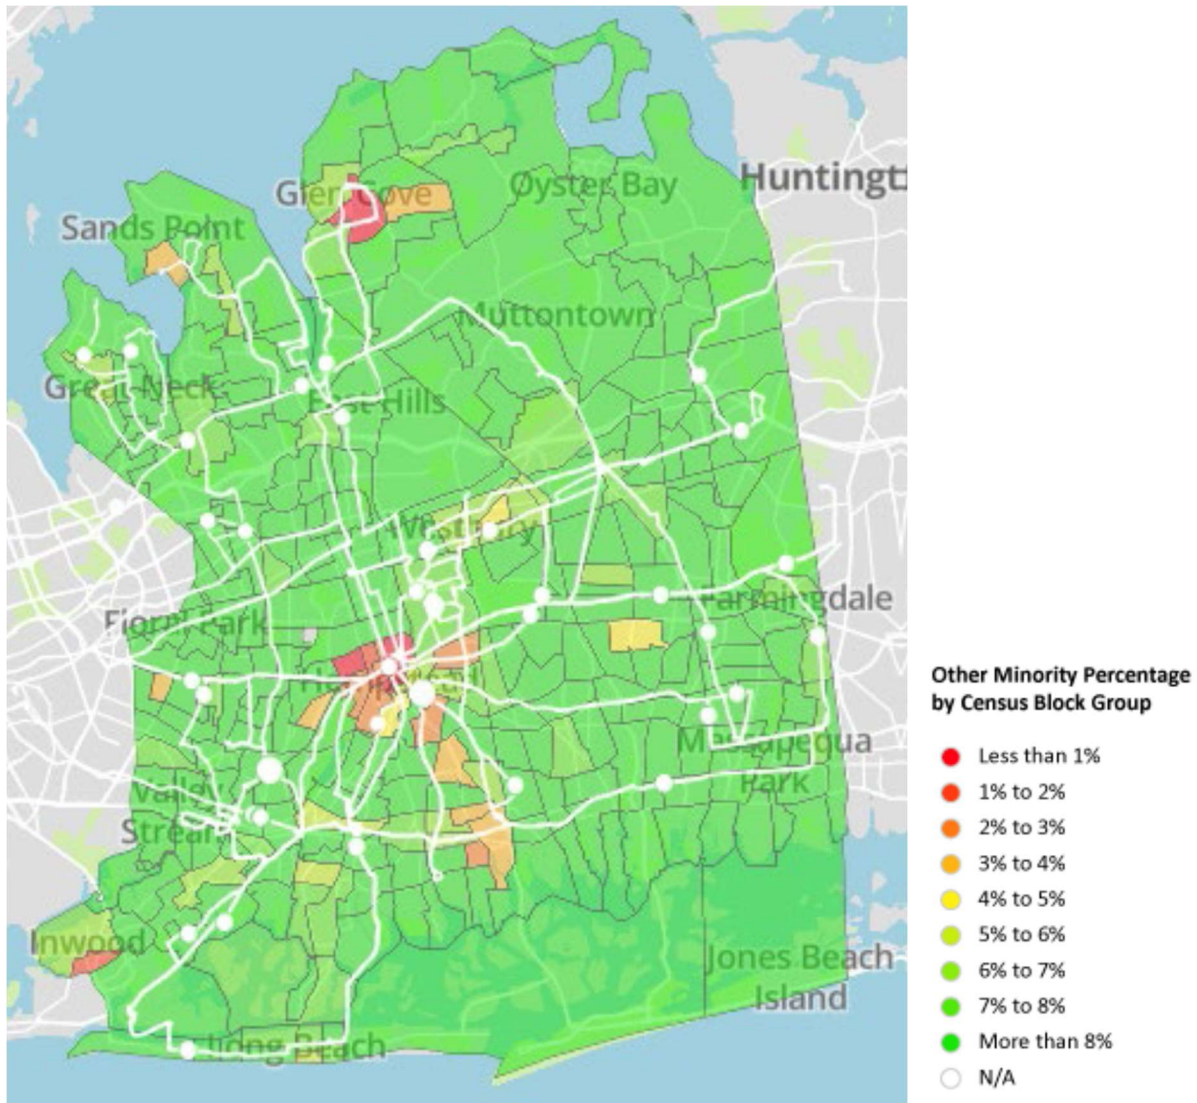 Huntingt
Glen Cove
Oyster Bay
Sands Point
Muttontown
Great Neck
East Hills
Westbury
Farmingdale
Floral Park
Massapequa
Park
Valley
Stream
Inwood
Jones Beach
Island
Long Beach
Other Minority Percentage
by Census Block Group
Less than 1%
1% to 2%
2% to 3%
3% to 4%
4% to 5%
5% to 6%
6% to 7%
7% to 8%
More than 8%
N/A